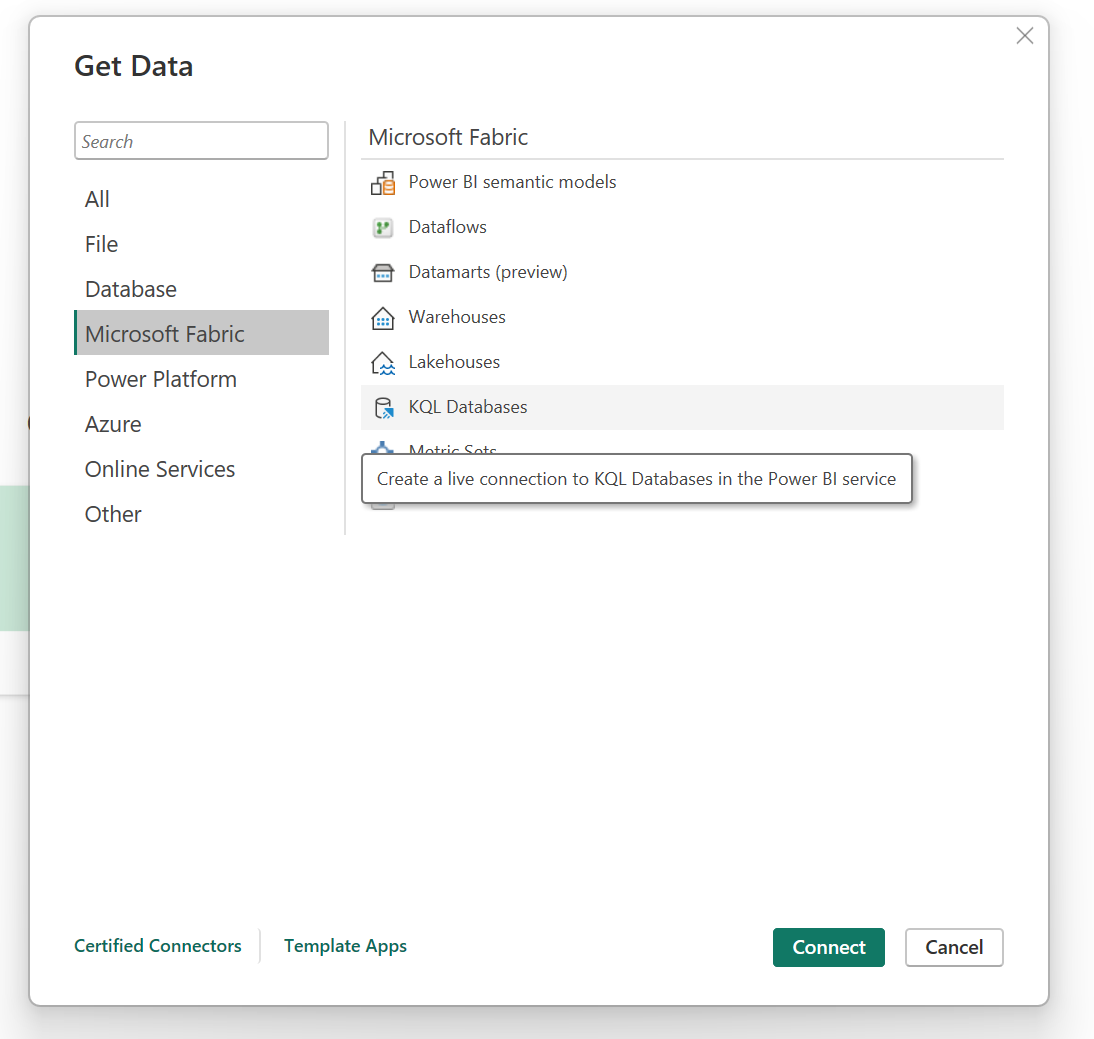 Get Data
Search
All
File
Database
Microsoft Fabric
Power Platform
Azure
Online Services
Other
Microsoft Fabric
Power BI semantic models
Dataflows
Datamarts (preview)
Warehouses
Lakehouses
KQL Databases
Metric Sets
Create a live connection to KQL Databases in the Power BI service
Certified Connectors
Template Apps
Connect
Cancel